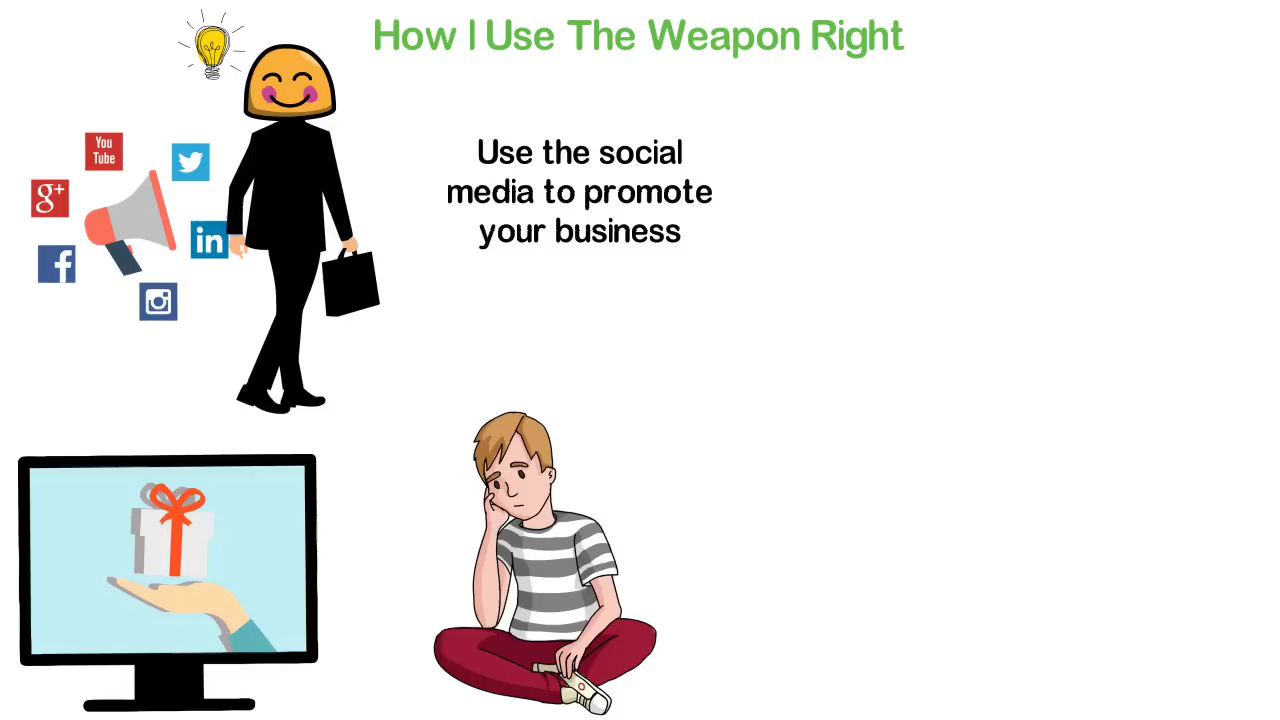 How I Use The Weapon Right
You
Tube
g+
in
f
Use the social
media to promote
your business